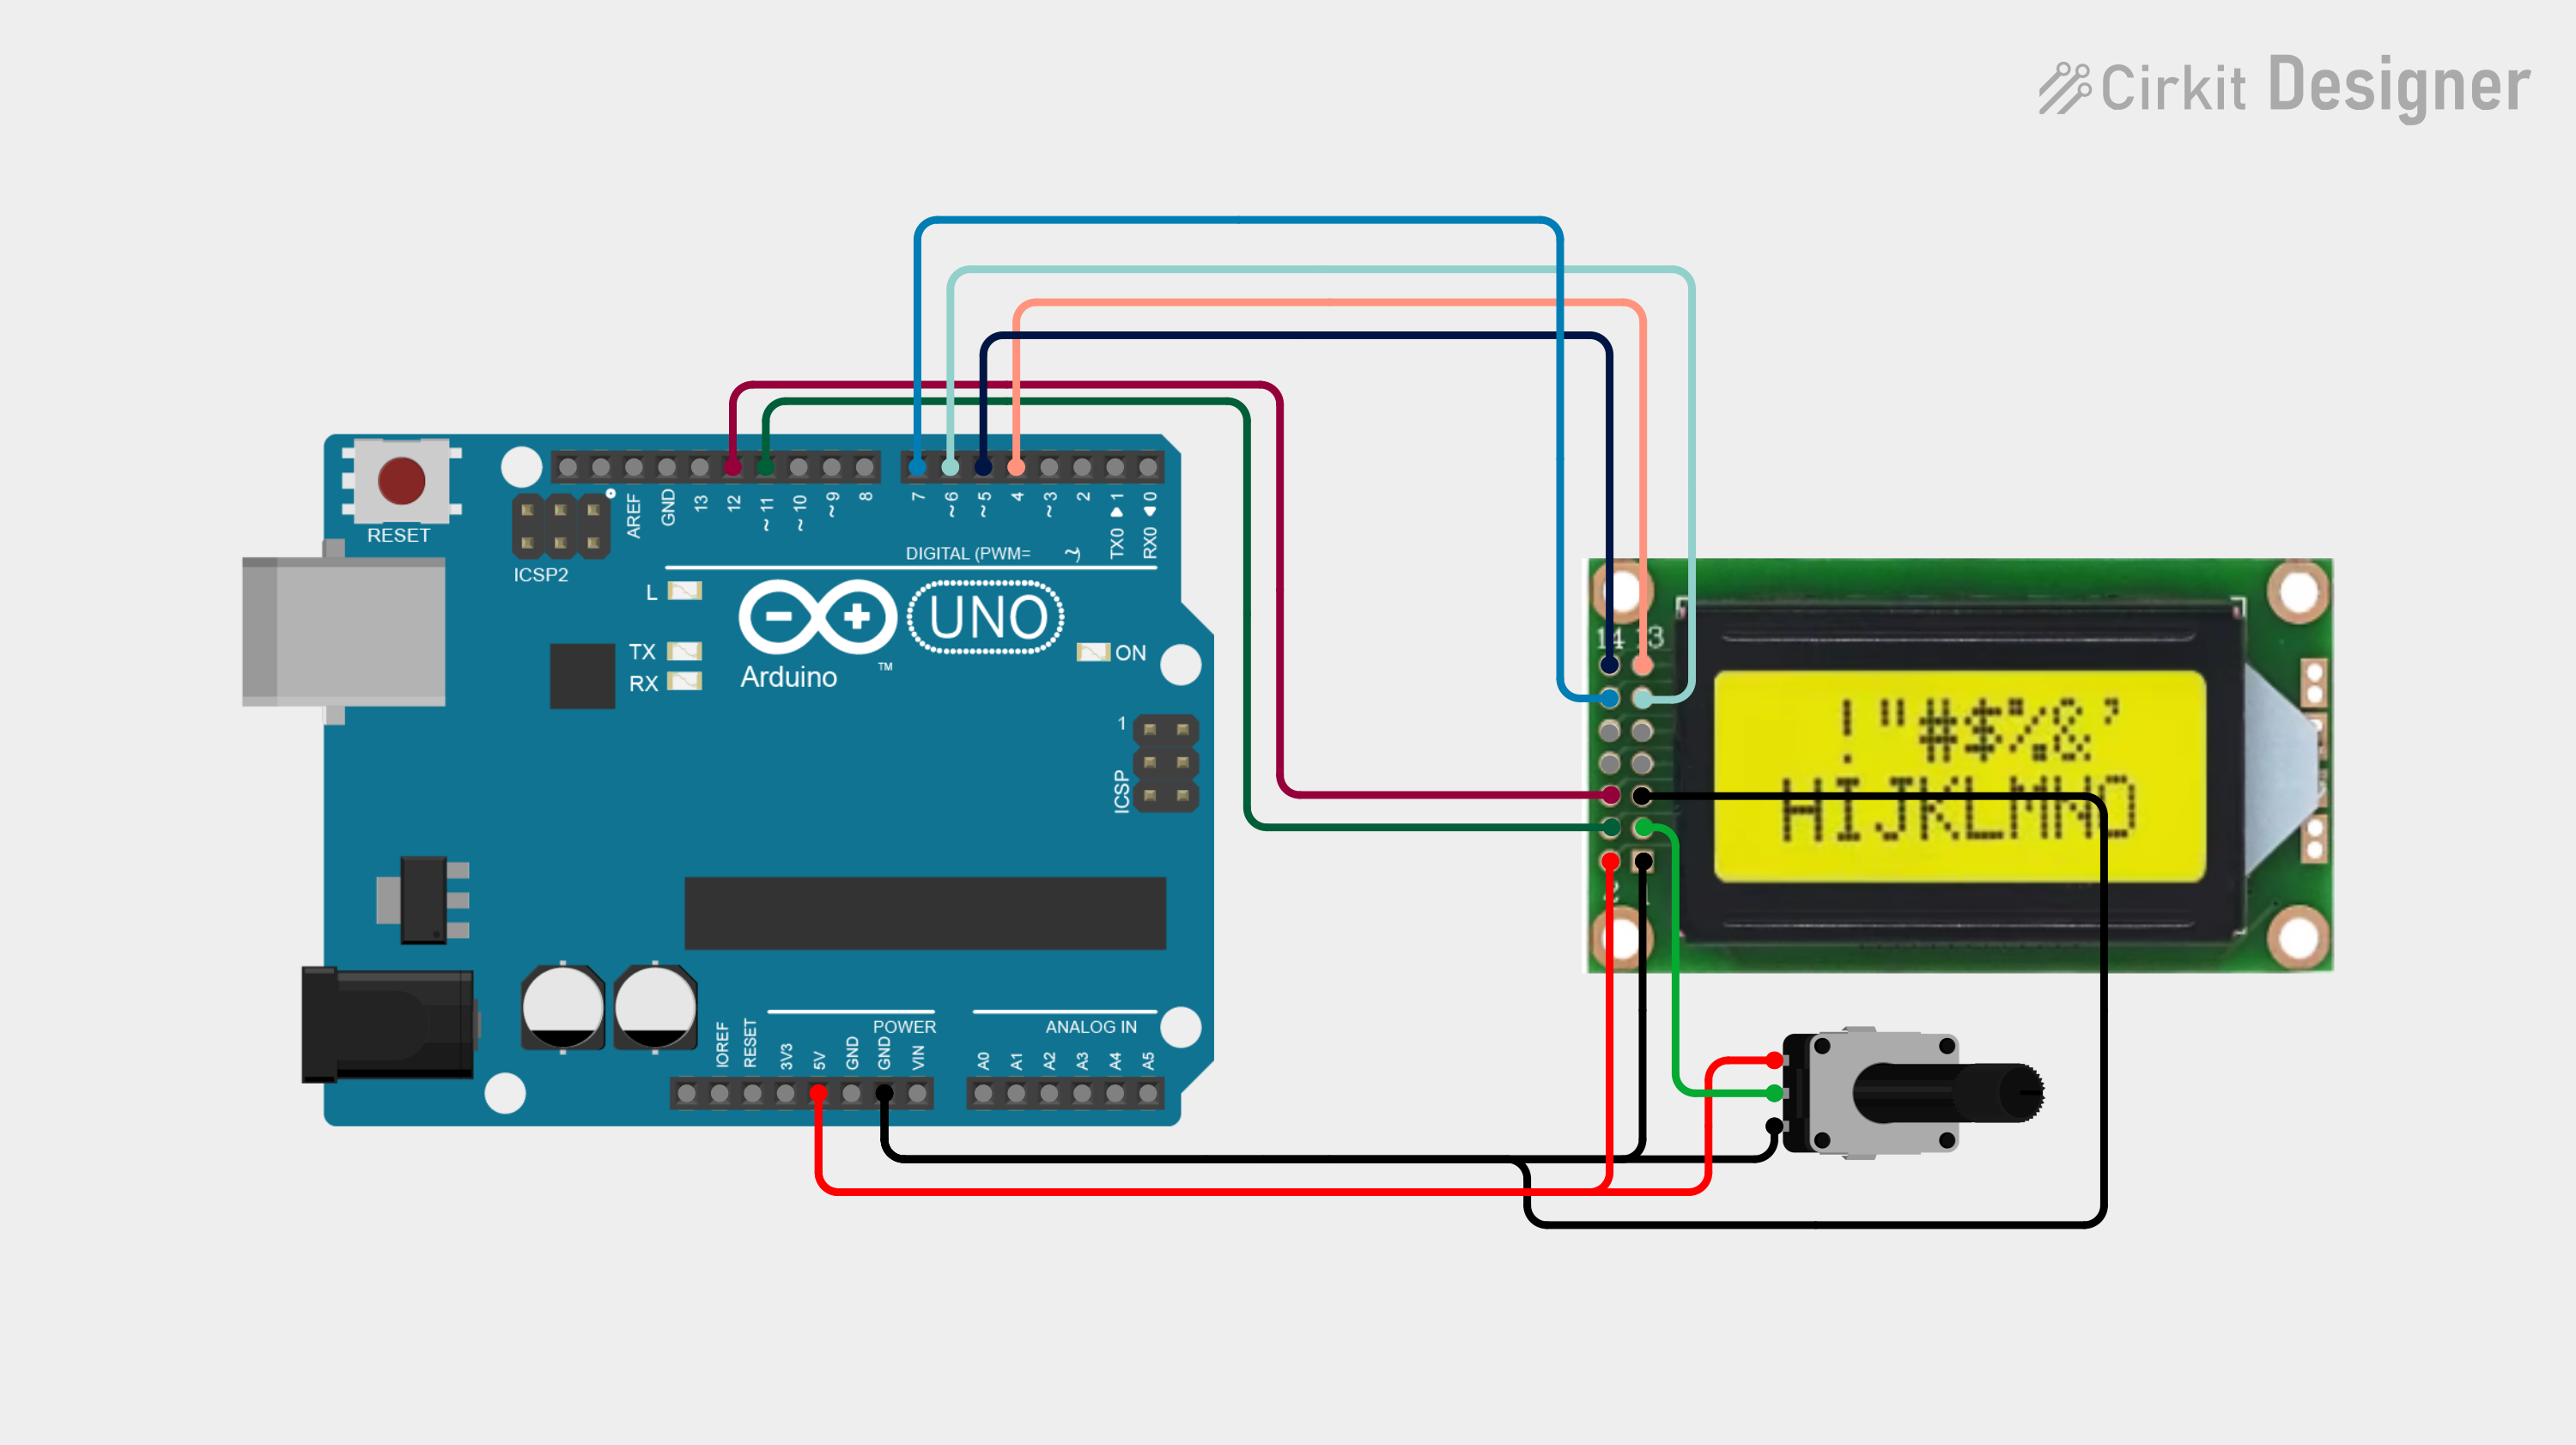 Cirkit Designer
RESET
ICSP2
AREF
GND
13
12
~11
~10
~9
8
7
~6
~5
4
~3
2
TX0 ▶ 1
RX0 ◀ 0
DIGITAL (PWM= ~)
L
TX
RX
Arduino
™
UNO
ON
1
ICSP
IOREF
RESET
3V3
5V
GND
GND
VIN
POWER
ANALOG IN
A0
A1
A2
A3
A4
A5
14 13
!"#$%&'
HIJKLMNO
2 1